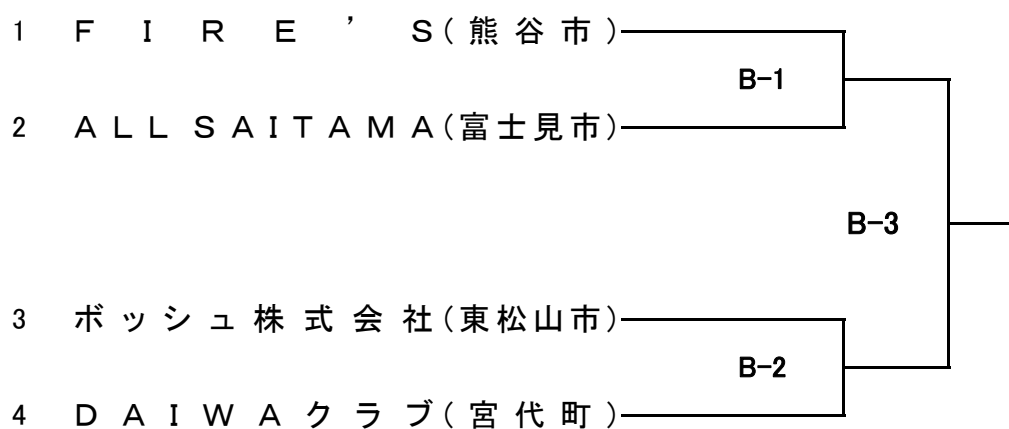 1 ＦＩＲＥ’Ｓ(熊谷市)
B-1
2 ＡＬＬ ＳＡＩＴＡＭＡ(富士見市)
B-3
3 ボッシュ株式会社(東松山市)
B-2
4 ＤＡＩＷＡクラブ(宮代町)